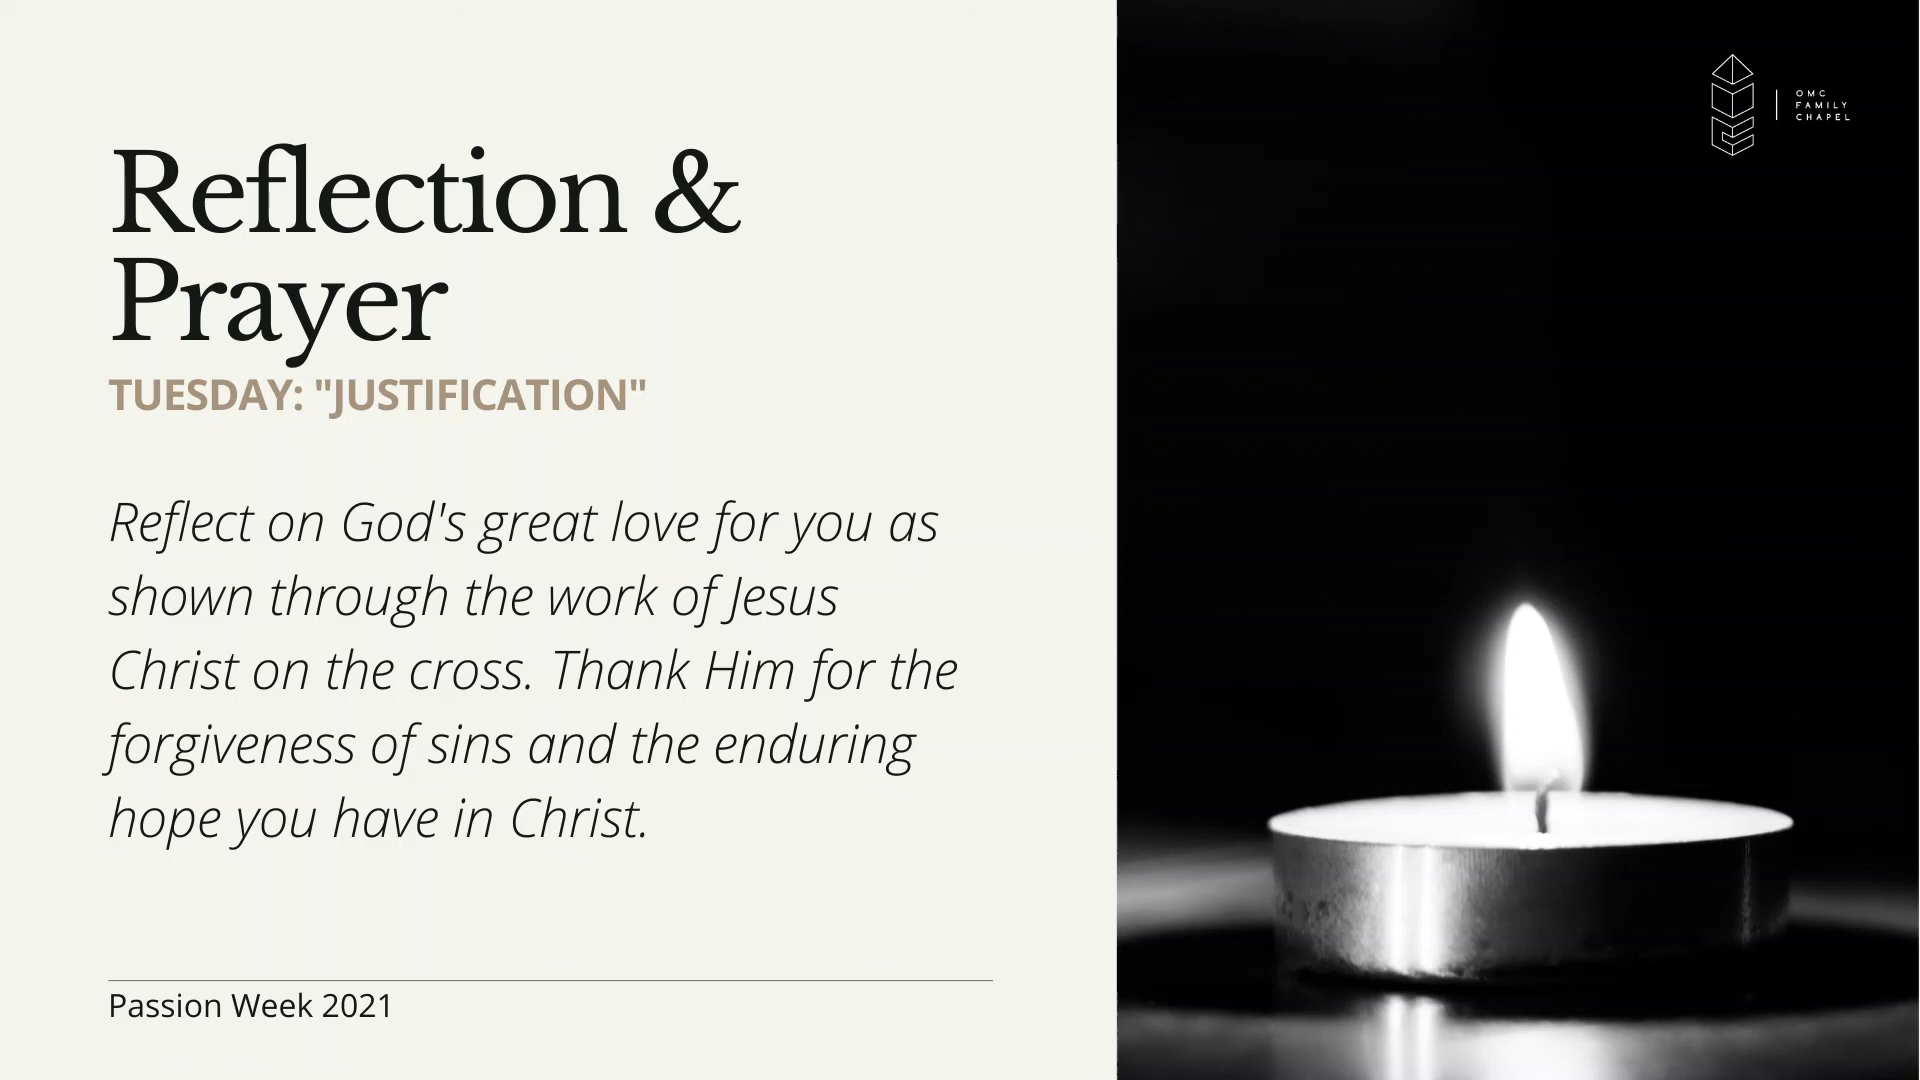 Reflection &
Prayer
TUESDAY: "JUSTIFICATION"
Reflect on God's great love for you as
shown through the work of Jesus
Christ on the cross. Thank Him for the
forgiveness of sins and the enduring
hope you have in Christ.
Passion Week 2021
OMC
FAMILY
CHAPEL